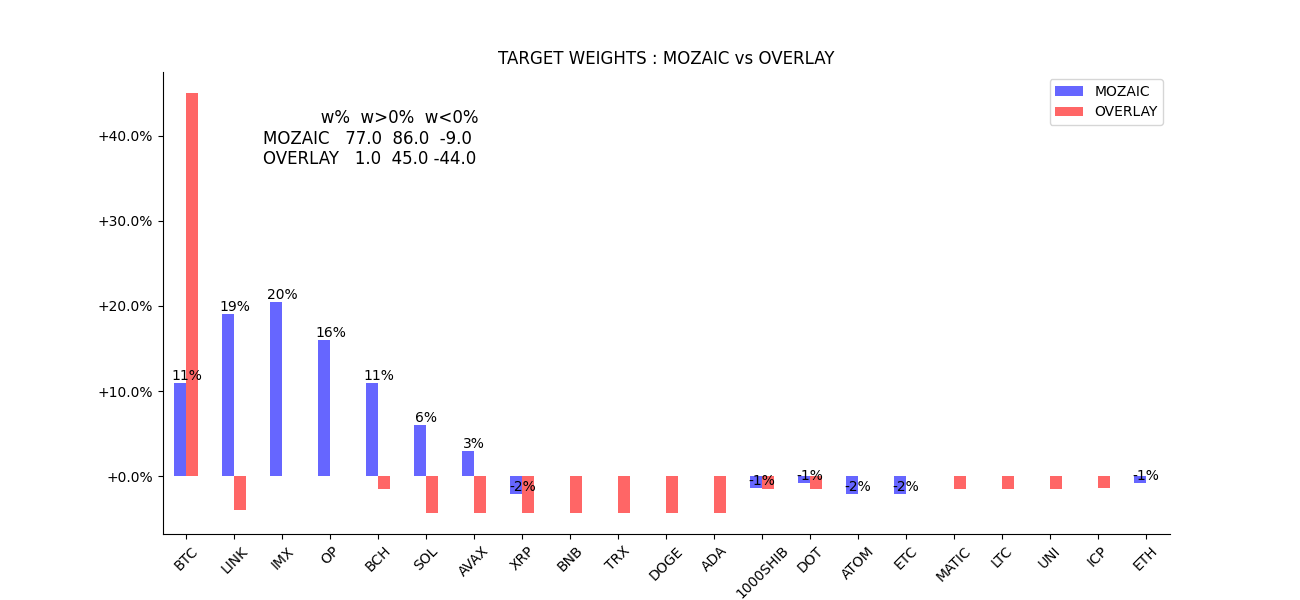 TARGET WEIGHTS : MOZAIC vs OVERLAY
MOZAIC
OVERLAY
w% w>0% w<0%
MOZAIC 77.0 86.0 -9.0
OVERLAY 1.0 45.0 -44.0
+40.0%
+30.0%
+20.0%
+10.0%
+0.0%
11%
19%
20%
16%
11%
6%
3%
-2%
-1%
-1%
-2%
-2%
-1%
BTC
LINK
IMX
OP
BCH
SOL
AVAX
XRP
BNB
TRX
DOGE
ADA
1000SHIB
DOT
ATOM
ETC
MATIC
LTC
UNI
ICP
ETH